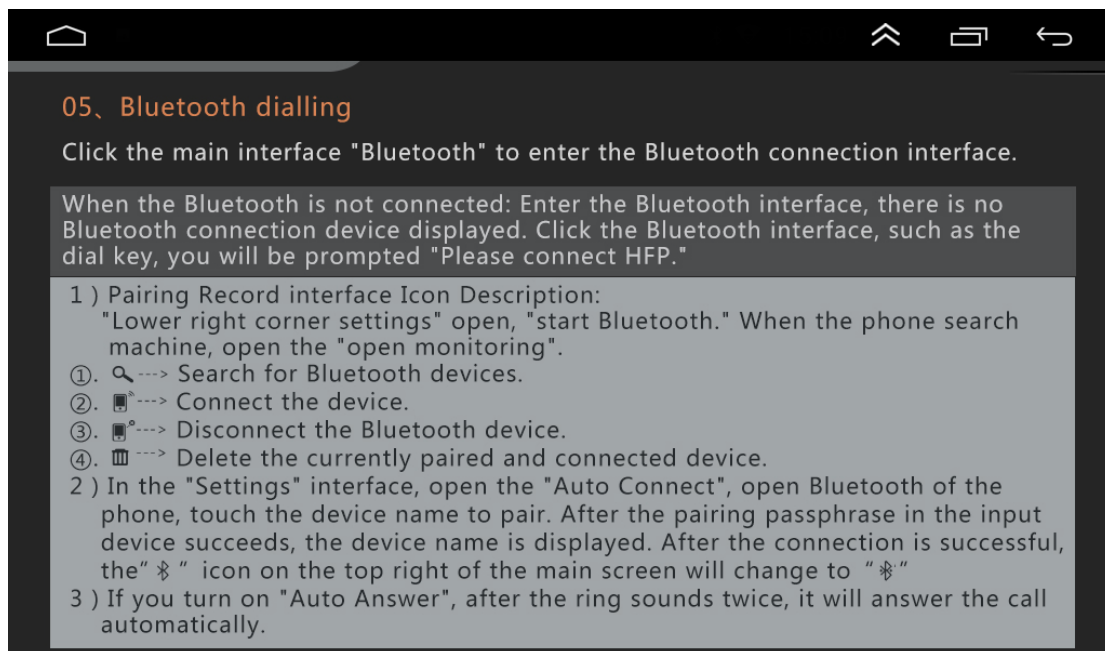 05、Bluetooth dialling
Click the main interface "Bluetooth" to enter the Bluetooth connection interface.
When the Bluetooth is not connected: Enter the Bluetooth interface, there is no
Bluetooth connection device displayed. Click the Bluetooth interface, such as the
dial key, you will be prompted "Please connect HFP."
1 ) Pairing Record interface Icon Description:
"Lower right corner settings" open, "start Bluetooth." When the phone search
machine, open the "open monitoring".
①. ---> Search for Bluetooth devices.
②. ---> Connect the device.
③. ---> Disconnect the Bluetooth device.
④. ---> Delete the currently paired and connected device.
2 ) In the "Settings" interface, open the "Auto Connect", open Bluetooth of the
phone, touch the device name to pair. After the pairing passphrase in the input
device succeeds, the device name is displayed. After the connection is successful,
the" " icon on the top right of the main screen will change to " "
3 ) If you turn on "Auto Answer", after the ring sounds twice, it will answer the call
automatically.